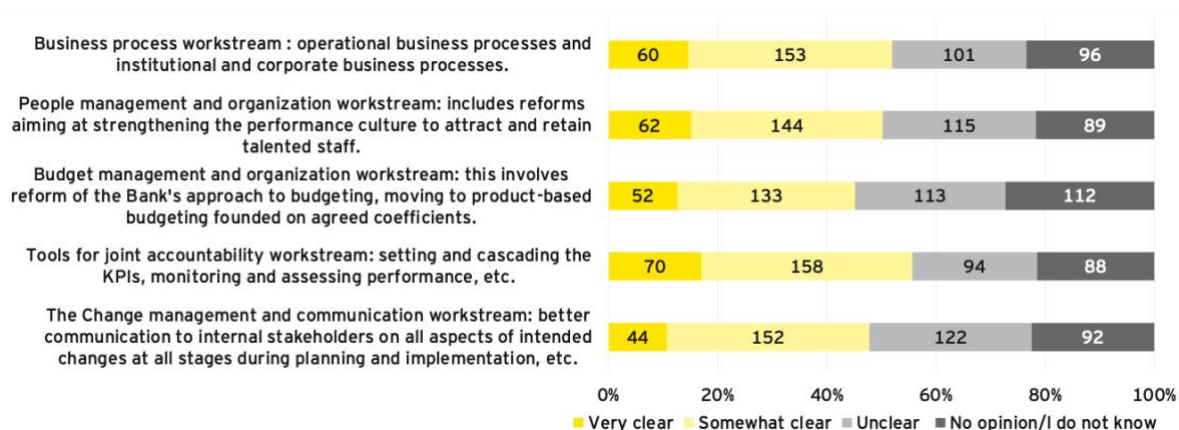 Business process workstream : operational business processes and
institutional and corporate business processes.
60 153 101 96
People management and organization workstream: includes reforms
aiming at strengthening the performance culture to attract and retain
talented staff.
62 144 115 89
Budget management and organization workstream: this involves
reform of the Bank's approach to budgeting, moving to product-based
budgeting founded on agreed coefficients.
52 133 113 112
Tools for joint accountability workstream: setting and cascading the
KPIs, monitoring and assessing performance, etc.
70 158 94 88
The Change management and communication workstream: better
communication to internal stakeholders on all aspects of intended
changes at all stages during planning and implementation, etc.
44 152 122 92
0% 20% 40% 60% 80% 100%
Very clear Somewhat clear Unclear No opinion/I do not know